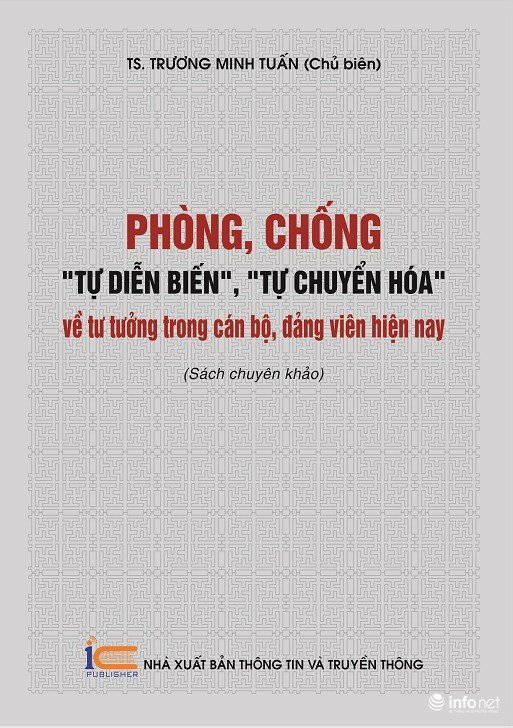 TS. TRƯƠNG MINH TUẤN (Chủ biên)
PHÒNG, CHỐNG
"TỰ DIỄN BIẾN", "TỰ CHUYỂN HÓA"
về tư tưởng trong cán bộ, đảng viên hiện nay
(Sách chuyên khảo)
ic
PUBLISHER
NHÀ XUẤT BẢN THÔNG TIN VÀ TRUYỀN THÔNG
infonet